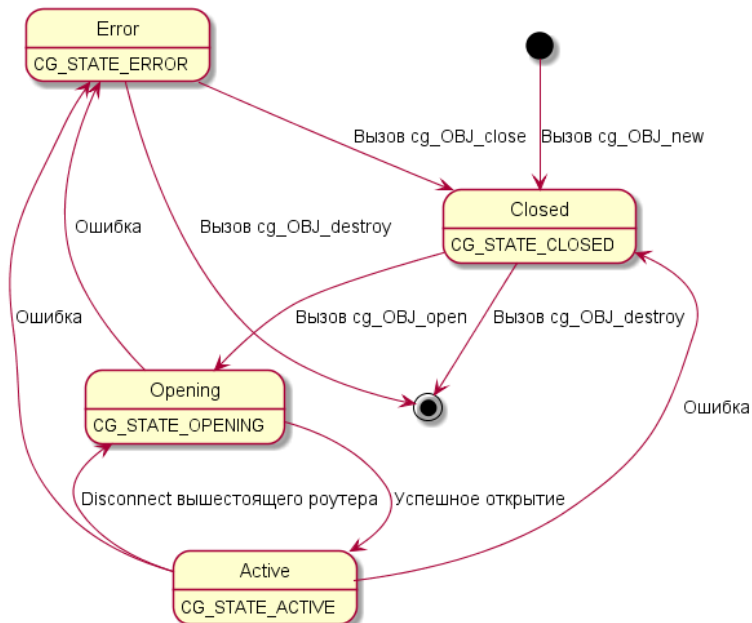 Error
CG_STATE_ERROR
Вызов cg_OBJ_close
Вызов cg_OBJ_new
Closed
CG_STATE_CLOSED
Ошибка
Вызов cg_OBJ_destroy
Ошибка
Вызов cg_OBJ_open
Вызов cg_OBJ_destroy
Opening
CG_STATE_OPENING
Ошибка
Disconnect вышестоящего роутера
Успешное открытие
Active
CG_STATE_ACTIVE